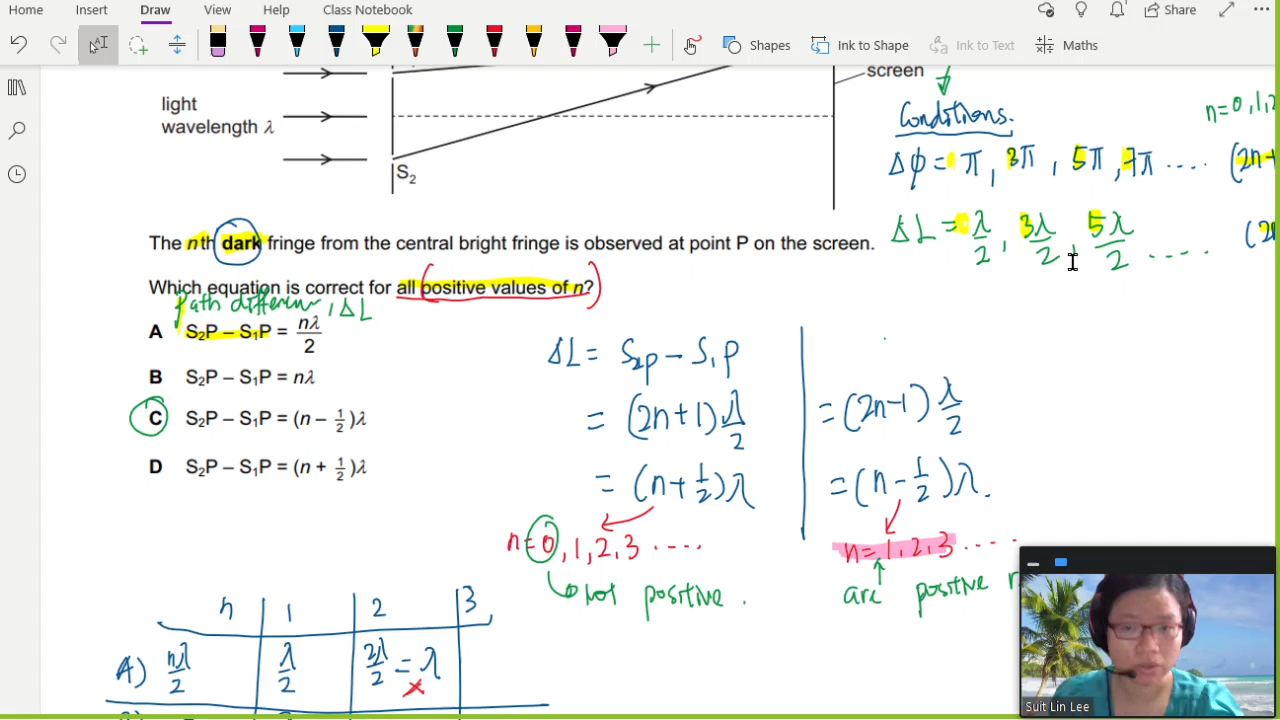 Home Insert Draw View Help Class Notebook Share
Shapes Ink to Shape Ink to Text Maths
screen
light
wavelength λ
S₂
Conditions.
n=0,1,2
Δφ = π, 3π, 5π, 7π .... (2n+
ΔL = λ/2, 3λ/2, 5λ/2 .... (2
The nth dark fringe from the central bright fringe is observed at point P on the screen.
Which equation is correct for all positive values of n?
path differen, ΔL
A S₂P – S₁P = nλ/2
B S₂P – S₁P = nλ
C S₂P – S₁P = (n – ½)λ
D S₂P – S₁P = (n + ½)λ
ΔL = S₂P – S₁P
= (2n+1) λ/2
= (n+½)λ
n=0,1,2,3 ....
not positive.
= (2n-1) λ/2
= (n-½)λ.
n=1,2,3 ....
are positive
n 1 2 3
A) nλ/2 λ/2 2λ/2 = λ
Suit Lin Lee